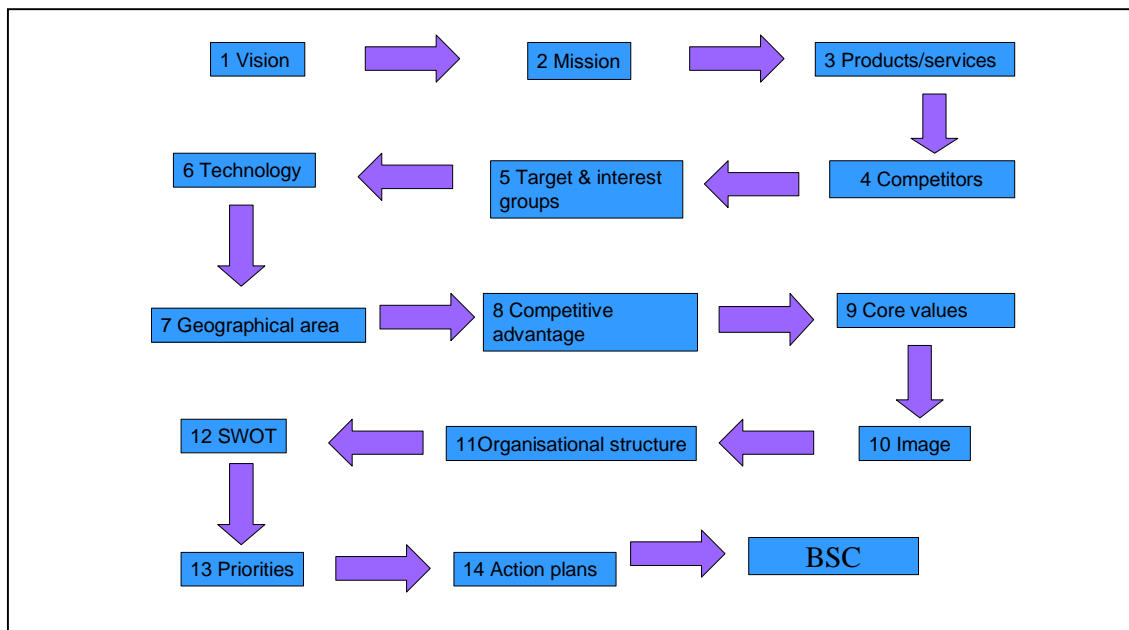 1 Vision
2 Mission
3 Products/services
4 Competitors
5 Target & interest
groups
6 Technology
7 Geographical area
8 Competitive
advantage
9 Core values
10 Image
11Organisational structure
12 SWOT
13 Priorities
14 Action plans
BSC